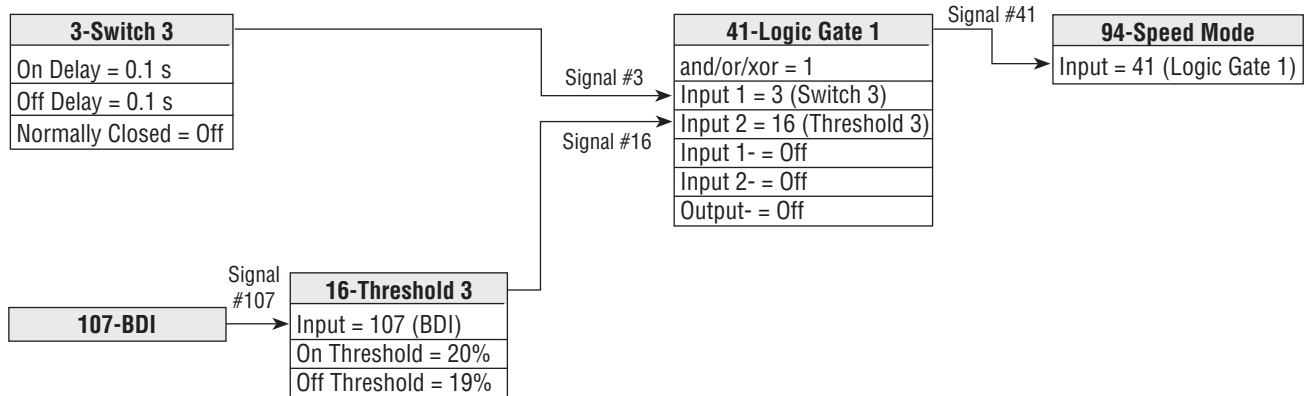 3-Switch 3
On Delay = 0.1 s
Off Delay = 0.1 s
Normally Closed = Off
Signal #3
Signal #16
41-Logic Gate 1
and/or/xor = 1
Input 1 = 3 (Switch 3)
Input 2 = 16 (Threshold 3)
Input 1- = Off
Input 2- = Off
Output- = Off
Signal #41
94-Speed Mode
Input = 41 (Logic Gate 1)
107-BDI
Signal
#107
16-Threshold 3
Input = 107 (BDI)
On Threshold = 20%
Off Threshold = 19%